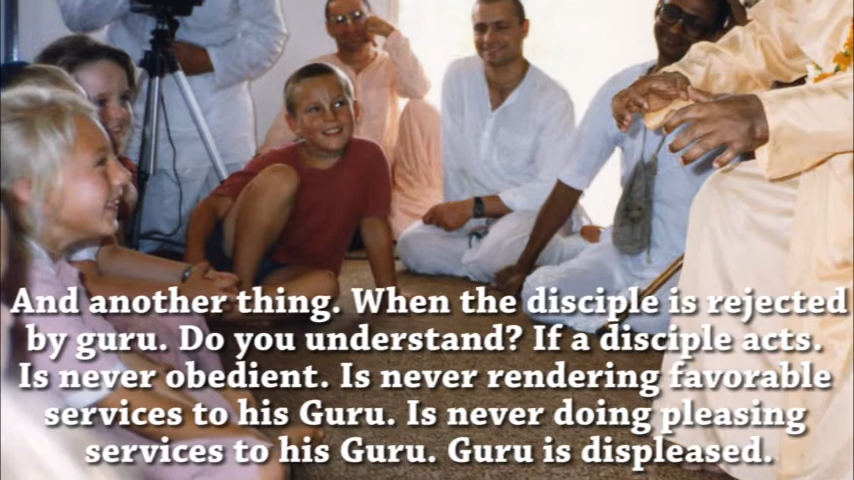 And another thing. When the disciple is rejected
by guru. Do you understand? If a disciple acts.
Is never obedient. Is never rendering favorable
services to his Guru. Is never doing pleasing
services to his Guru. Guru is displeased.